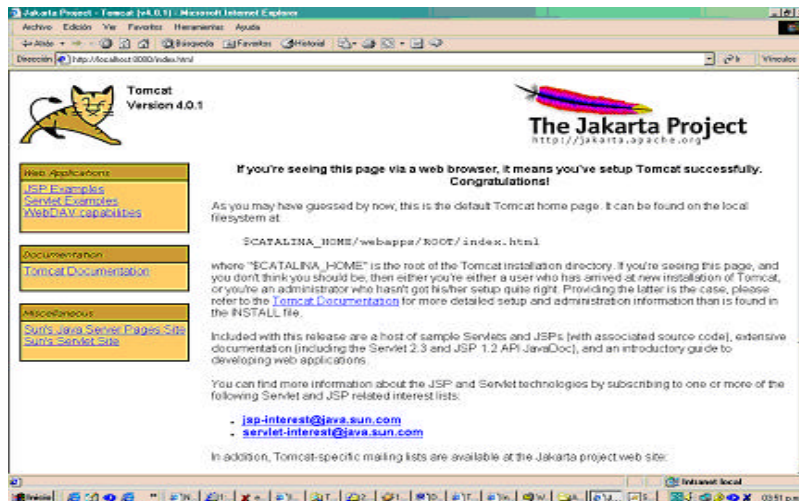 Jakarta Project - Tomcat (v4.0.1) - Microsoft Internet Explorer
Archivo Edición Ver Favoritos Herramientas Ayuda
Atrás Búsqueda Favoritos Historial
Dirección http://localhost:8080/index.html Ir Vínculos
Tomcat
Version 4.0.1
The Jakarta Project
http://jakarta.apache.org
Web Applications
JSP Examples
Servlet Examples
WebDAV capabilities
Documentation
Tomcat Documentation
Miscellaneous
Sun's Java Server Pages Site
Sun's Servlet Site
If you're seeing this page via a web browser, it means you've setup Tomcat successfully.
Congratulations!
As you may have guessed by now, this is the default Tomcat home page. It can be found on the local
filesystem at:
$CATALINA_HOME/webapps/ROOT/index.html
where "$CATALINA_HOME" is the root of the Tomcat installation directory. If you're seeing this page, and
you don't think you should be, then either you're either a user who has arrived at new installation of Tomcat,
or you're an administrator who hasn't got his/her setup quite right. Providing the latter is the case, please
refer to the Tomcat Documentation for more detailed setup and administration information than is found in
the INSTALL file.
Included with this release are a host of sample Servlets and JSPs (with associated source code), extensive
documentation (including the Servlet 2.3 and JSP 1.2 API JavaDoc), and an introductory guide to
developing web applications.
You can find more information about the JSP and Servlet technologies by subscribing to one or more of the
following Servlet and JSP related interest lists:
jsp-interest@java.sun.com
servlet-interest@java.sun.com
In addition, Tomcat-specific mailing lists are available at the Jakarta project web site:
Intranet local
Inicio 03:51 p.m.